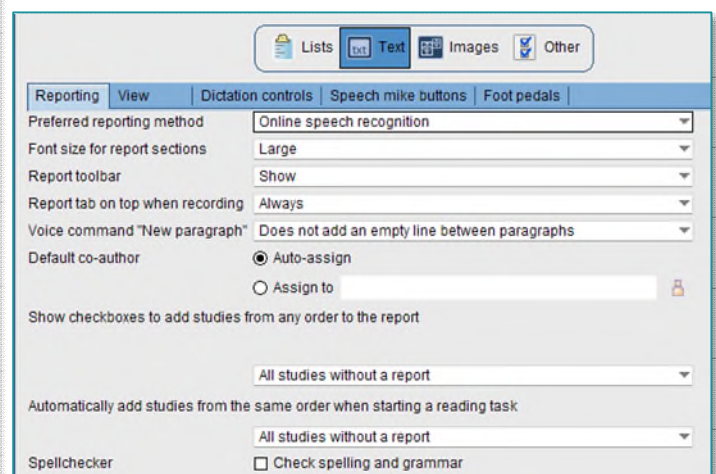 Lists txt Text Images Other
Reporting View Dictation controls Speech mike buttons Foot pedals
Preferred reporting method Online speech recognition
Font size for report sections Large
Report toolbar Show
Report tab on top when recording Always
Voice command "New paragraph" Does not add an empty line between paragraphs
Default co-author Auto-assign
Assign to
Show checkboxes to add studies from any order to the report
All studies without a report
Automatically add studies from the same order when starting a reading task
All studies without a report
Spellchecker Check spelling and grammar